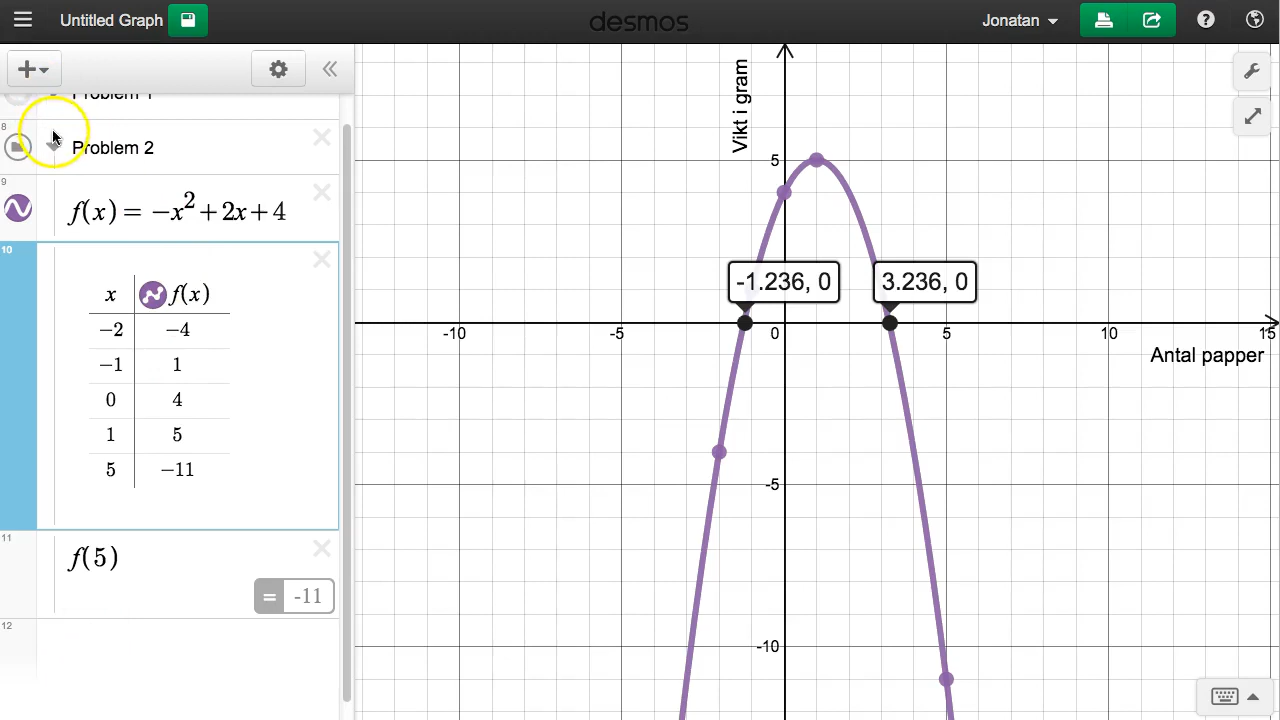 Untitled Graph
desmos
Jonatan
Problem 1
8
Problem 2
9
f(x) = −x² + 2x + 4
10
x f(x)
−2 −4
−1 1
0 4
1 5
5 −11
11
f(5)
= -11
12
Vikt i gram
5
-1.236, 0
3.236, 0
-10 -5 0 5 10 15
Antal papper
-5
-10